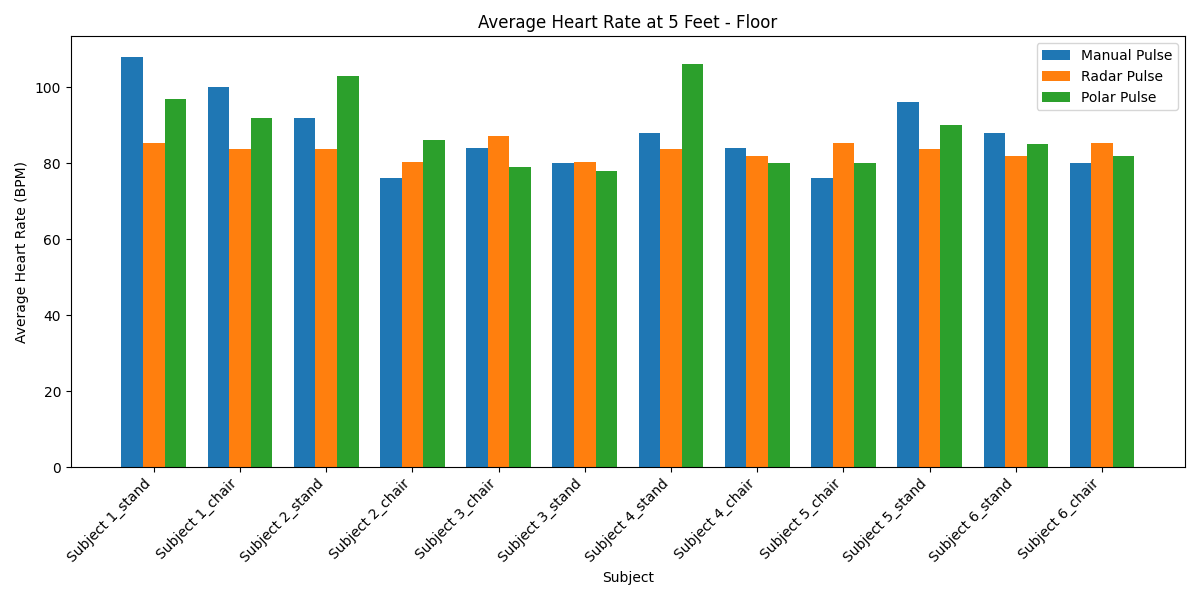 Average Heart Rate at 5 Feet - Floor
Manual Pulse
Radar Pulse
Polar Pulse
Average Heart Rate (BPM)
100
80
60
40
20
0
Subject 1_stand
Subject 1_chair
Subject 2_stand
Subject 2_chair
Subject 3_chair
Subject 3_stand
Subject 4_stand
Subject 4_chair
Subject 5_chair
Subject 5_stand
Subject 6_stand
Subject 6_chair
Subject